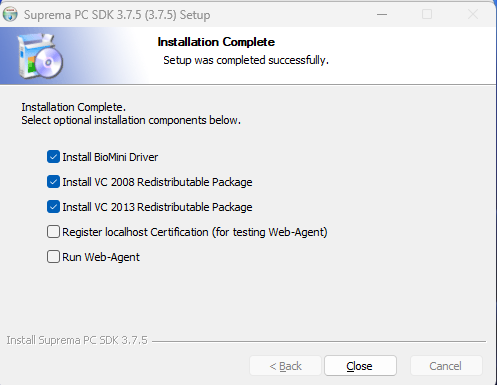 Suprema PC SDK 3.7.5 (3.7.5) Setup
Installation Complete
Setup was completed successfully.
Installation Complete.
Select optional installation components below.
Install BioMini Driver
Install VC 2008 Redistributable Package
Install VC 2013 Redistributable Package
Register localhost Certification (for testing Web-Agent)
Run Web-Agent
Install Suprema PC SDK 3.7.5
< Back Close Cancel